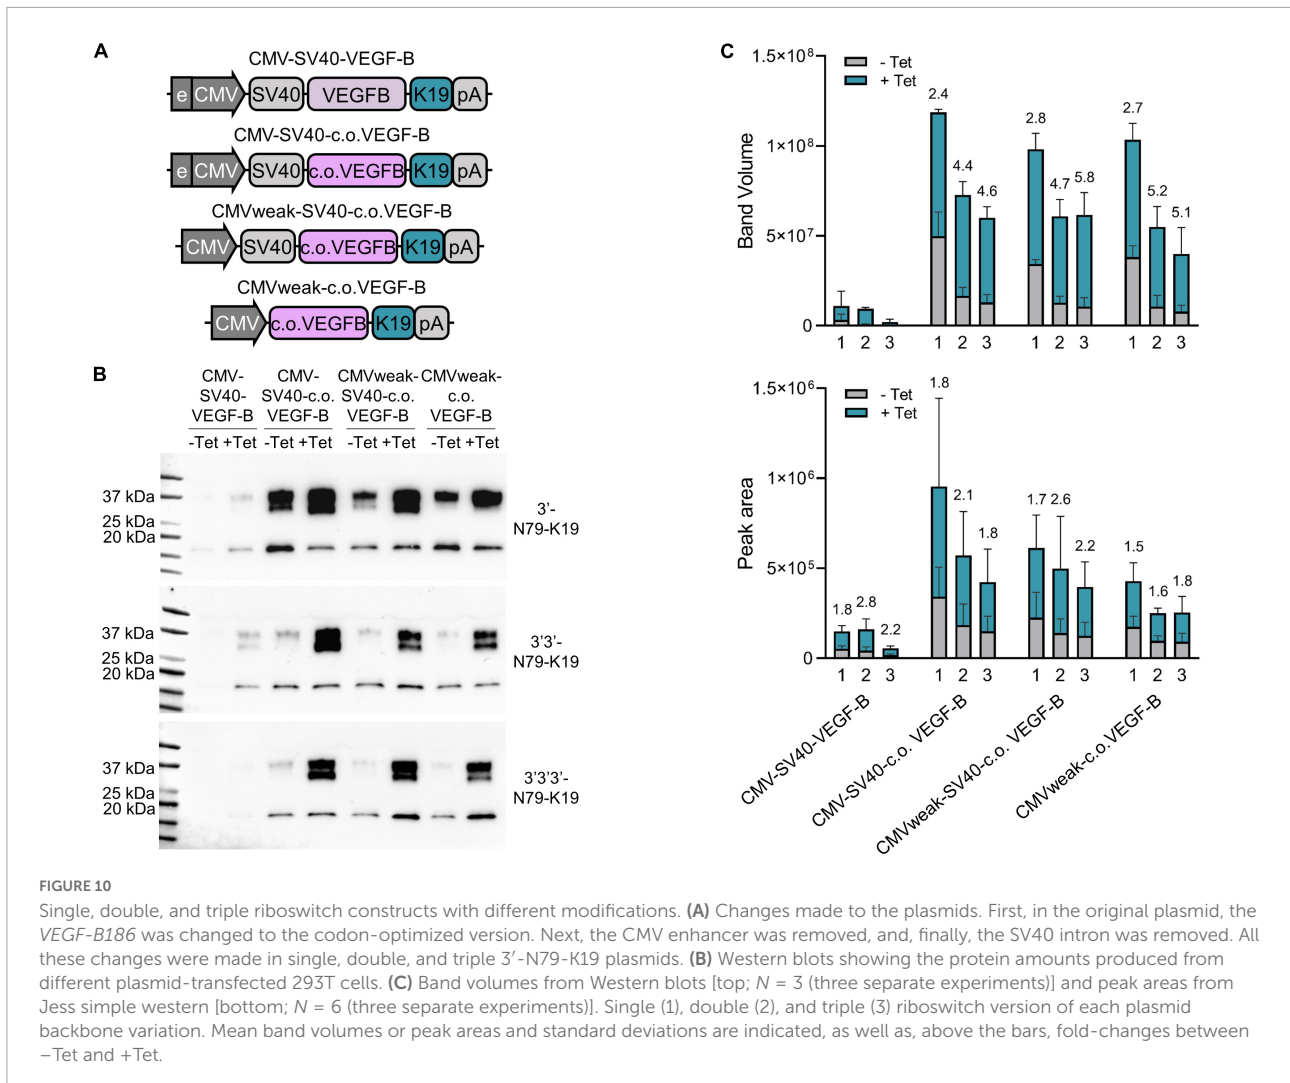 A
CMV-SV40-VEGF-B
e CMV SV40 VEGFB K19 pA
CMV-SV40-c.o.VEGF-B
e CMV SV40 c.o.VEGFB K19 pA
CMVweak-SV40-c.o.VEGF-B
CMV SV40 c.o.VEGFB K19 pA
CMVweak-c.o.VEGF-B
CMV c.o.VEGFB K19 pA
B
CMV- CMV- CMVweak- CMVweak-
SV40- SV40-c.o. SV40-c.o. c.o.
VEGF-B VEGF-B VEGF-B VEGF-B
-Tet +Tet -Tet +Tet -Tet +Tet -Tet +Tet
37 kDa
25 kDa
20 kDa
3'-
N79-K19
37 kDa
25 kDa
20 kDa
3'3'-
N79-K19
37 kDa
25 kDa
20 kDa
3'3'3'-
N79-K19
C
1.5×10⁸
1×10⁸
5×10⁷
0
Band Volume
- Tet
+ Tet
2.4 4.4 4.6 2.8 4.7 5.8 2.7 5.2 5.1
1 2 3 1 2 3 1 2 3 1 2 3
1.5×10⁶
1×10⁶
5×10⁵
0
Peak area
- Tet
+ Tet
1.8 2.8 2.2 1.8 2.1 1.8 1.7 2.6 2.2 1.5 1.6 1.8
1 2 3 1 2 3 1 2 3 1 2 3
CMV-SV40-VEGF-B
CMV-SV40-c.o. VEGF-B
CMVweak-SV40-c.o. VEGF-B
CMVweak-c.o.VEGF-B
FIGURE 10
Single, double, and triple riboswitch constructs with different modifications. (A) Changes made to the plasmids. First, in the original plasmid, the
VEGF-B186 was changed to the codon-optimized version. Next, the CMV enhancer was removed, and, finally, the SV40 intron was removed. All
these changes were made in single, double, and triple 3′-N79-K19 plasmids. (B) Western blots showing the protein amounts produced from
different plasmid-transfected 293T cells. (C) Band volumes from Western blots [top; N = 3 (three separate experiments)] and peak areas from
Jess simple western [bottom; N = 6 (three separate experiments)]. Single (1), double (2), and triple (3) riboswitch version of each plasmid
backbone variation. Mean band volumes or peak areas and standard deviations are indicated, as well as, above the bars, fold-changes between
−Tet and +Tet.